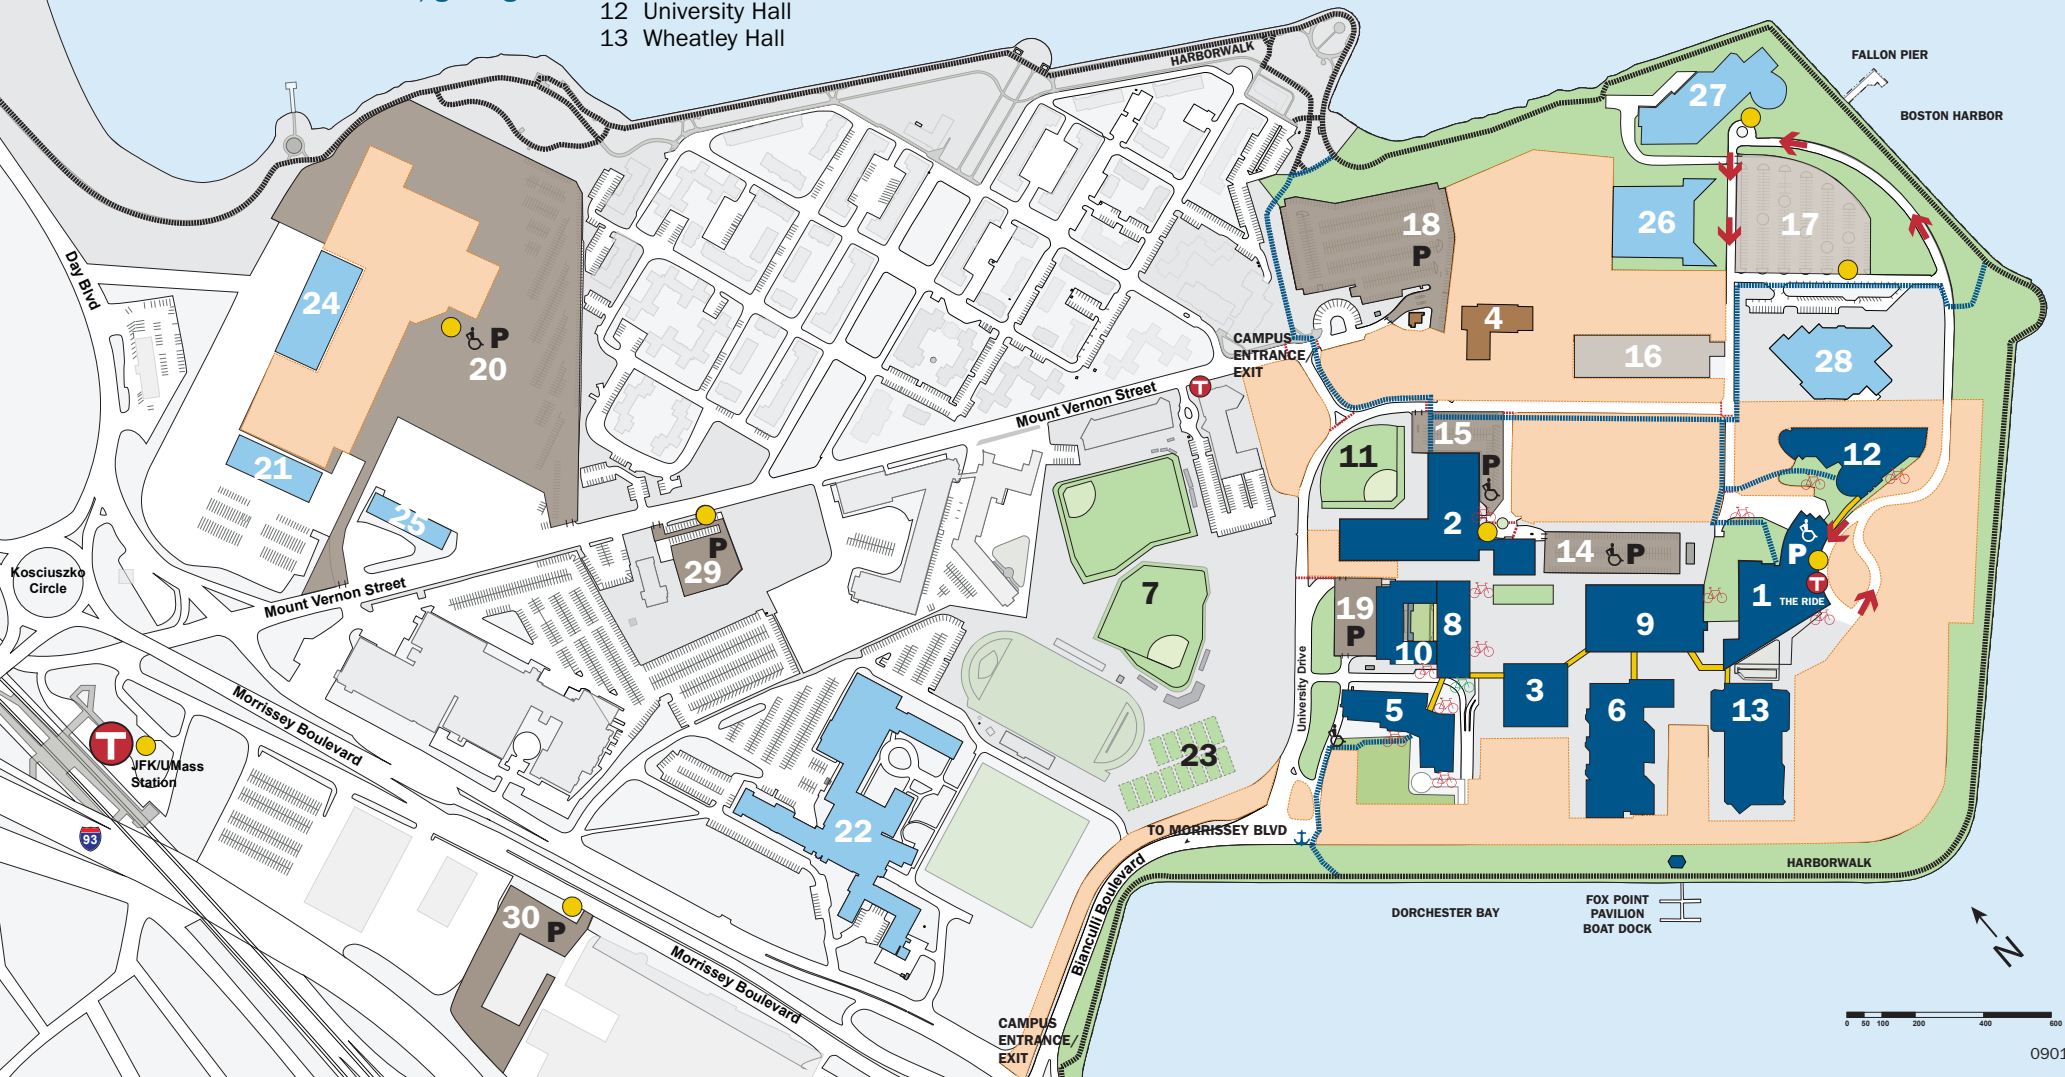 12 University Hall
13 Wheatley Hall
HARBORWALK
FALLON PIER
BOSTON HARBOR
27
18
P
26
17
Day Blvd
24
P
20
4
CAMPUS
ENTRANCE/
EXIT
16
28
T
Mount Vernon Street
21
25
11
15
P
12
2
14 P
P
29
P
Kosciuszko
Circle
Mount Vernon Street
7
19
P
8
10
9
1
T
THE RIDE
University Drive
3
5
6
13
Morrissey Boulevard
T
JFK/UMass
Station
23
93
22
TO MORRISSEY BLVD
HARBORWALK
30
P
Bianculli Boulevard
DORCHESTER BAY
FOX POINT
PAVILION
BOAT DOCK
N
Morrissey Boulevard
CAMPUS
ENTRANCE/
EXIT
0 50 100 200 400 600
0901